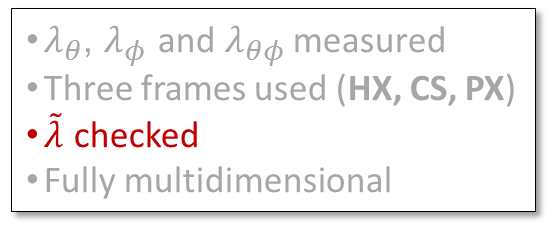 • λ_θ, λ_ϕ and λ_θϕ measured
• Three frames used (HX, CS, PX)
• λ̃ checked
• Fully multidimensional